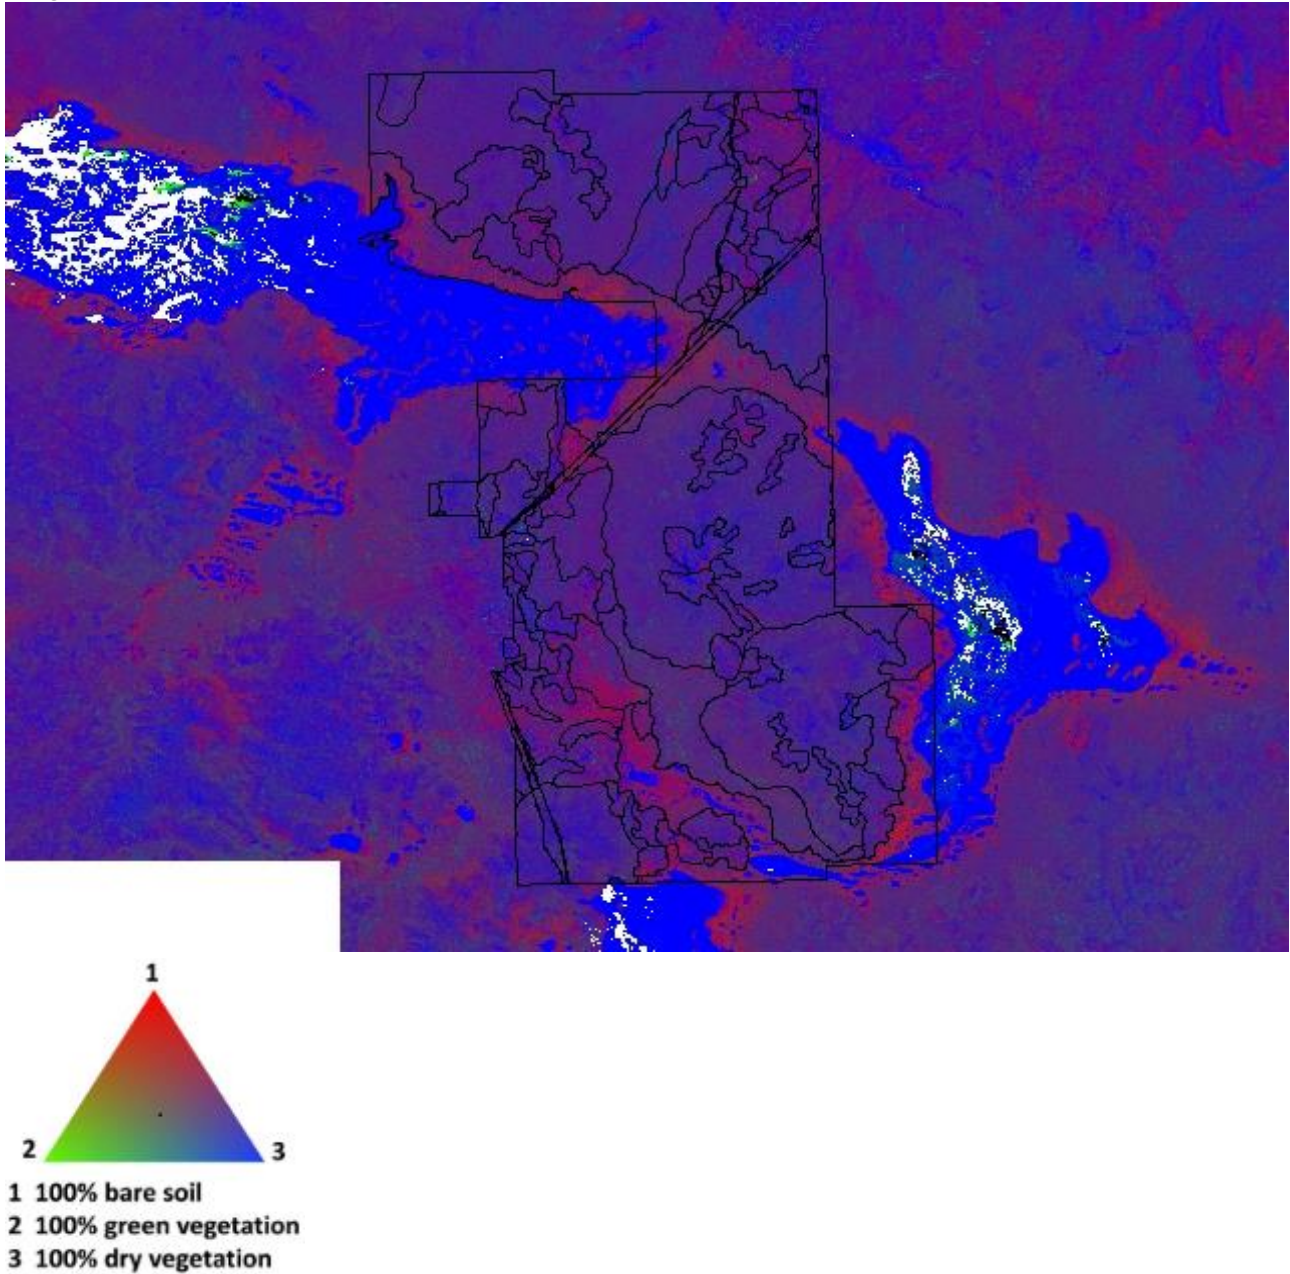 1
2
3
1 100% bare soil
2 100% green vegetation
3 100% dry vegetation